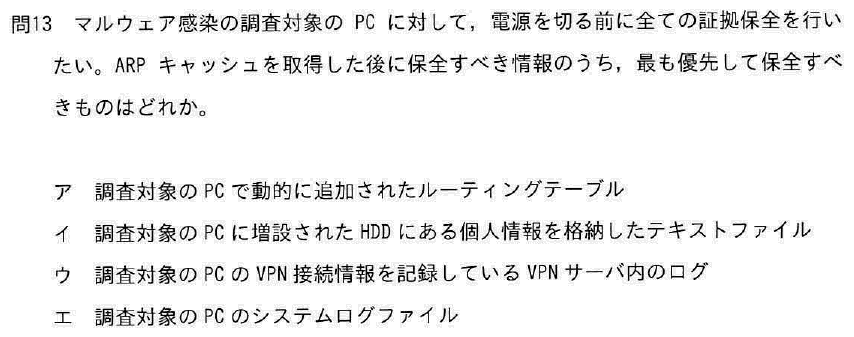 問13 マルウェア感染の調査対象の PC に対して，電源を切る前に全ての証拠保全を行い
たい。ARP キャッシュを取得した後に保全すべき情報のうち，最も優先して保全すべ
きものはどれか。
ア 調査対象の PC で動的に追加されたルーティングテーブル
イ 調査対象の PC に増設された HDD にある個人情報を格納したテキストファイル
ウ 調査対象の PC の VPN 接続情報を記録している VPN サーバ内のログ
エ 調査対象の PC のシステムログファイル